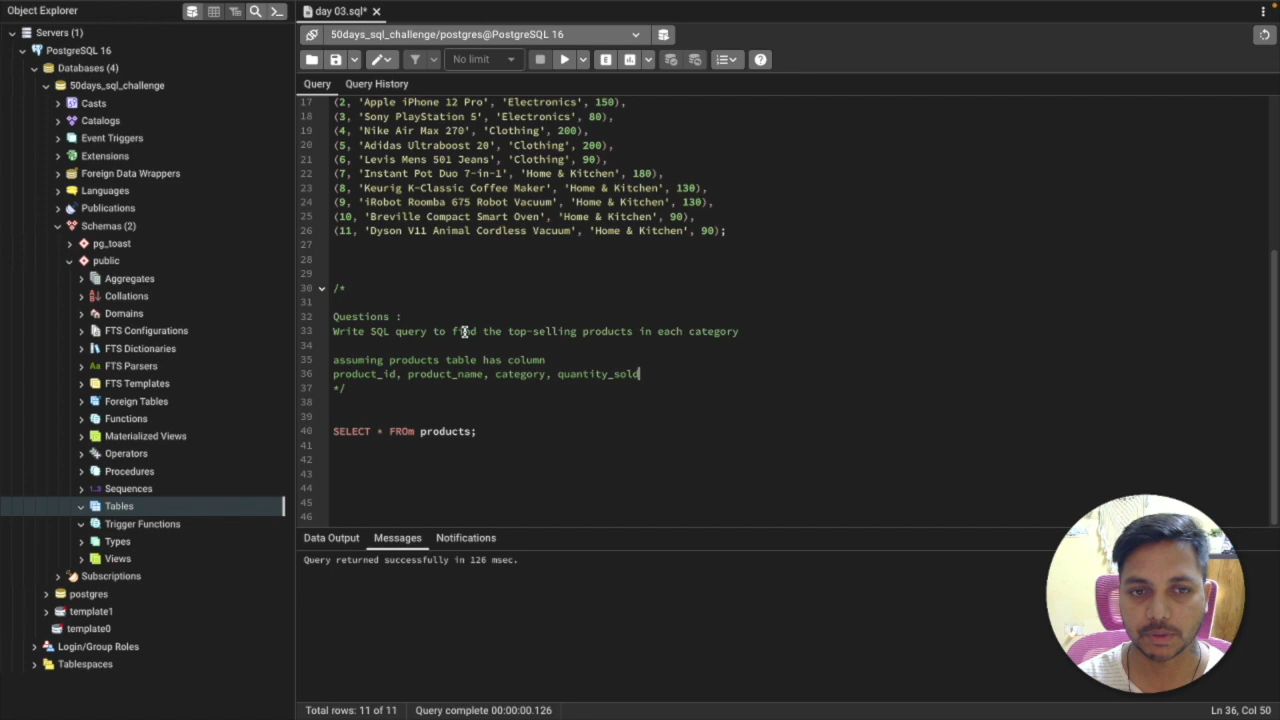 Object Explorer
day 03.sql*
Servers (1)
50days_sql_challenge/postgres@PostgreSQL 16
PostgreSQL 16
No limit
Databases (4)
50days_sql_challenge
Query
Query History
Casts
Catalogs
Event Triggers
Extensions
Foreign Data Wrappers
Languages
Publications
Schemas (2)
pg_toast
public
Aggregates
Collations
Domains
FTS Configurations
FTS Dictionaries
FTS Parsers
FTS Templates
Foreign Tables
Functions
Materialized Views
Operators
Procedures
Sequences
Tables
Trigger Functions
Types
Views
Subscriptions
postgres
template1
template0
Login/Group Roles
Tablespaces
17 (2, 'Apple iPhone 12 Pro', 'Electronics', 150),
18 (3, 'Sony PlayStation 5', 'Electronics', 80),
19 (4, 'Nike Air Max 270', 'Clothing', 200),
20 (5, 'Adidas Ultraboost 20', 'Clothing', 200),
21 (6, 'Levis Mens 501 Jeans', 'Clothing', 90),
22 (7, 'Instant Pot Duo 7-in-1', 'Home & Kitchen', 180),
23 (8, 'Keurig K-Classic Coffee Maker', 'Home & Kitchen', 130),
24 (9, 'iRobot Roomba 675 Robot Vacuum', 'Home & Kitchen', 130),
25 (10, 'Breville Compact Smart Oven', 'Home & Kitchen', 90),
26 (11, 'Dyson V11 Animal Cordless Vacuum', 'Home & Kitchen', 90);
27
28
29
30 /*
31
32 Questions :
33 Write SQL query to find the top-selling products in each category
34
35 assuming products table has column
36 product_id, product_name, category, quantity_sold
37 */
38
39
40 SELECT * FROm products;
41
42
43
44
45
46
Data Output
Messages
Notifications
Query returned successfully in 126 msec.
Total rows: 11 of 11
Query complete 00:00:00.126
Ln 36, Col 50